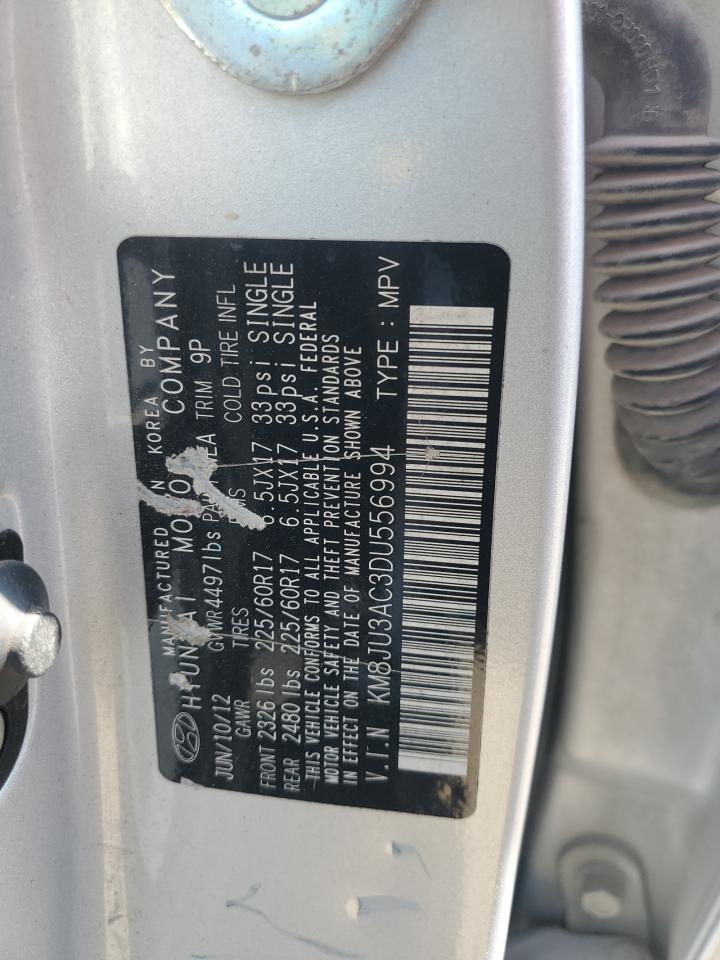 MANUFACTURED IN KOREA BY
HYUNDAI MOTOR COMPANY
JUN/10/12 GVWR4497lbs TRIM 9P
GAWR TIRES COLD TIRE INFL
FRONT 2326 lbs 225/60R17 6.5JX17 33psi SINGLE
REAR 2480 lbs 225/60R17 6.5JX17 33psi SINGLE
THIS VEHICLE CONFORMS TO ALL APPLICABLE U.S.A. FEDERAL
MOTOR VEHICLE SAFETY AND THEFT PREVENTION STANDARDS
IN EFFECT ON THE DATE OF MANUFACTURE SHOWN ABOVE
V.I.N KM8JU3AC3DU556994 TYPE : MPV